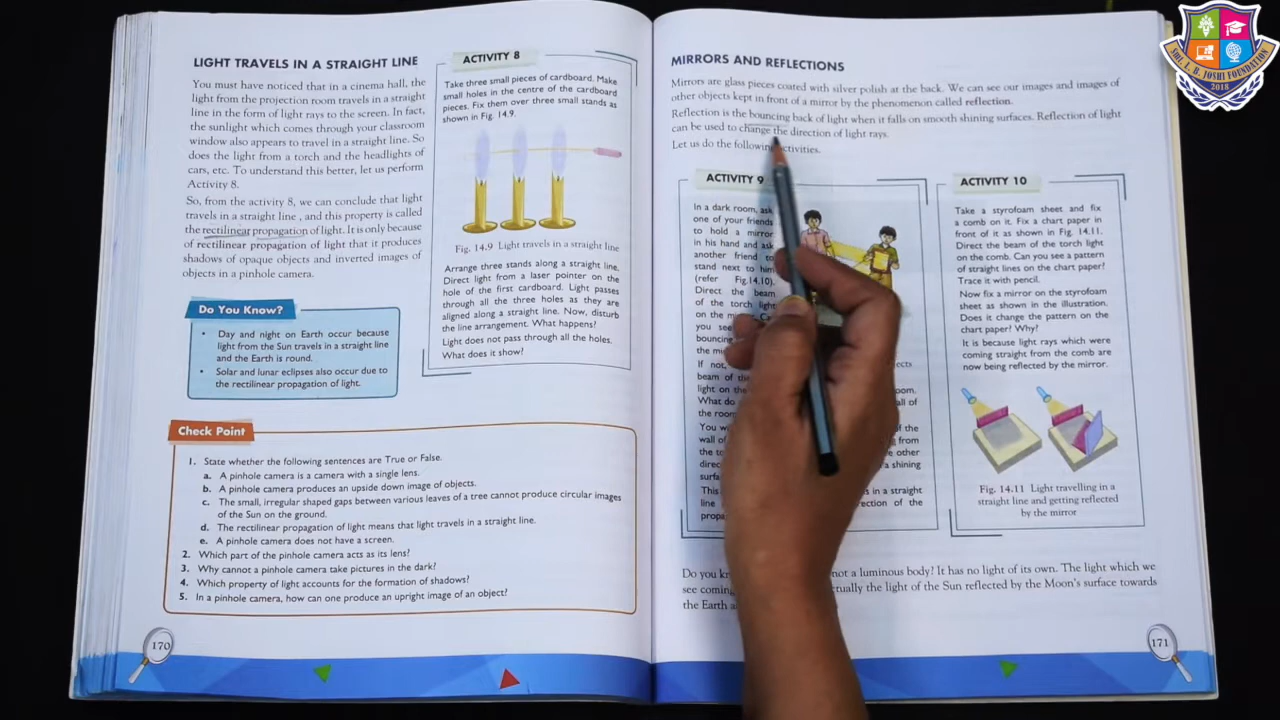 LIGHT TRAVELS IN A STRAIGHT LINE
You must have noticed that in a cinema hall, the
light from the projection room travels in a straight
line in the form of light rays to the screen. In fact,
the sunlight which comes through your classroom
window also appears to travel in a straight line. So
does the light from a torch and the headlights of
cars, etc. To understand this better, let us perform
Activity 8.
So, from the activity 8, we can conclude that light
travels in a straight line , and this property is called
the rectilinear propagation of light. It is only because
of rectilinear propagation of light that it produces
shadows of opaque objects and inverted images of
objects in a pinhole camera.
Do You Know?
• Day and night on Earth occur because
light from the Sun travels in a straight line
and the Earth is round.
• Solar and lunar eclipses also occur due to
the rectilinear propagation of light.
ACTIVITY 8
Take three small pieces of cardboard. Make
small holes in the centre of the cardboard
pieces. Fix them over three small stands as
shown in Fig. 14.9.
Fig. 14.9 Light travels in a straight line
Arrange three stands along a straight line.
Direct light from a laser pointer on the
hole of the first cardboard. Light passes
through all the three holes as they are
aligned along a straight line. Now, disturb
the line arrangement. What happens?
Light does not pass through all the holes.
What does it show?
Check Point
1. State whether the following sentences are True or False.
a. A pinhole camera is a camera with a single lens.
b. A pinhole camera produces an upside down image of objects.
c. The small, irregular shaped gaps between various leaves of a tree cannot produce circular images
of the Sun on the ground.
d. The rectilinear propagation of light means that light travels in a straight line.
e. A pinhole camera does not have a screen.
2. Which part of the pinhole camera acts as its lens?
3. Why cannot a pinhole camera take pictures in the dark?
4. Which property of light accounts for the formation of shadows?
5. In a pinhole camera, how can one produce an upright image of an object?
170
MIRRORS AND REFLECTIONS
Mirrors are glass pieces coated with silver polish at the back. We can see our images and images of
other objects kept in front of a mirror by the phenomenon called reflection.
Reflection is the bouncing back of light when it falls on smooth shining surfaces. Reflection of light
can be used to change the direction of light rays.
Let us do the following activities.
ACTIVITY 9
In a dark room, ask
one of your friends
to hold a mirror
in his hand and ask
another friend to
stand next to him
(refer Fig.14.10).
Direct the beam
of the torch light
on the
you see
bouncing
the
If not,
beam of the
light on the
What do
the room
You
wall of of the
the from
other
a shining
This is in a straight
line of the
ACTIVITY 10
Take a styrofoam sheet and fix
a comb on it. Fix a chart paper in
front of it as shown in Fig. 14.11.
Direct the beam of the torch light
on the comb. Can you see a pattern
of straight lines on the chart paper?
Trace it with pencil.
Now fix a mirror on the styrofoam
sheet as shown in the illustration.
Does it change the pattern on the
chart paper? Why?
It is because light rays which were
coming straight from the comb are
now being reflected by the mirror.
Fig. 14.11 Light travelling in a
straight line and getting reflected
by the mirror
Do you not a luminous body? It has no light of its own. The light which we
see coming the light of the Sun reflected by the Moon's surface towards
the Earth
171
SHRI. L. B. JOSHI FOUNDATION
2018